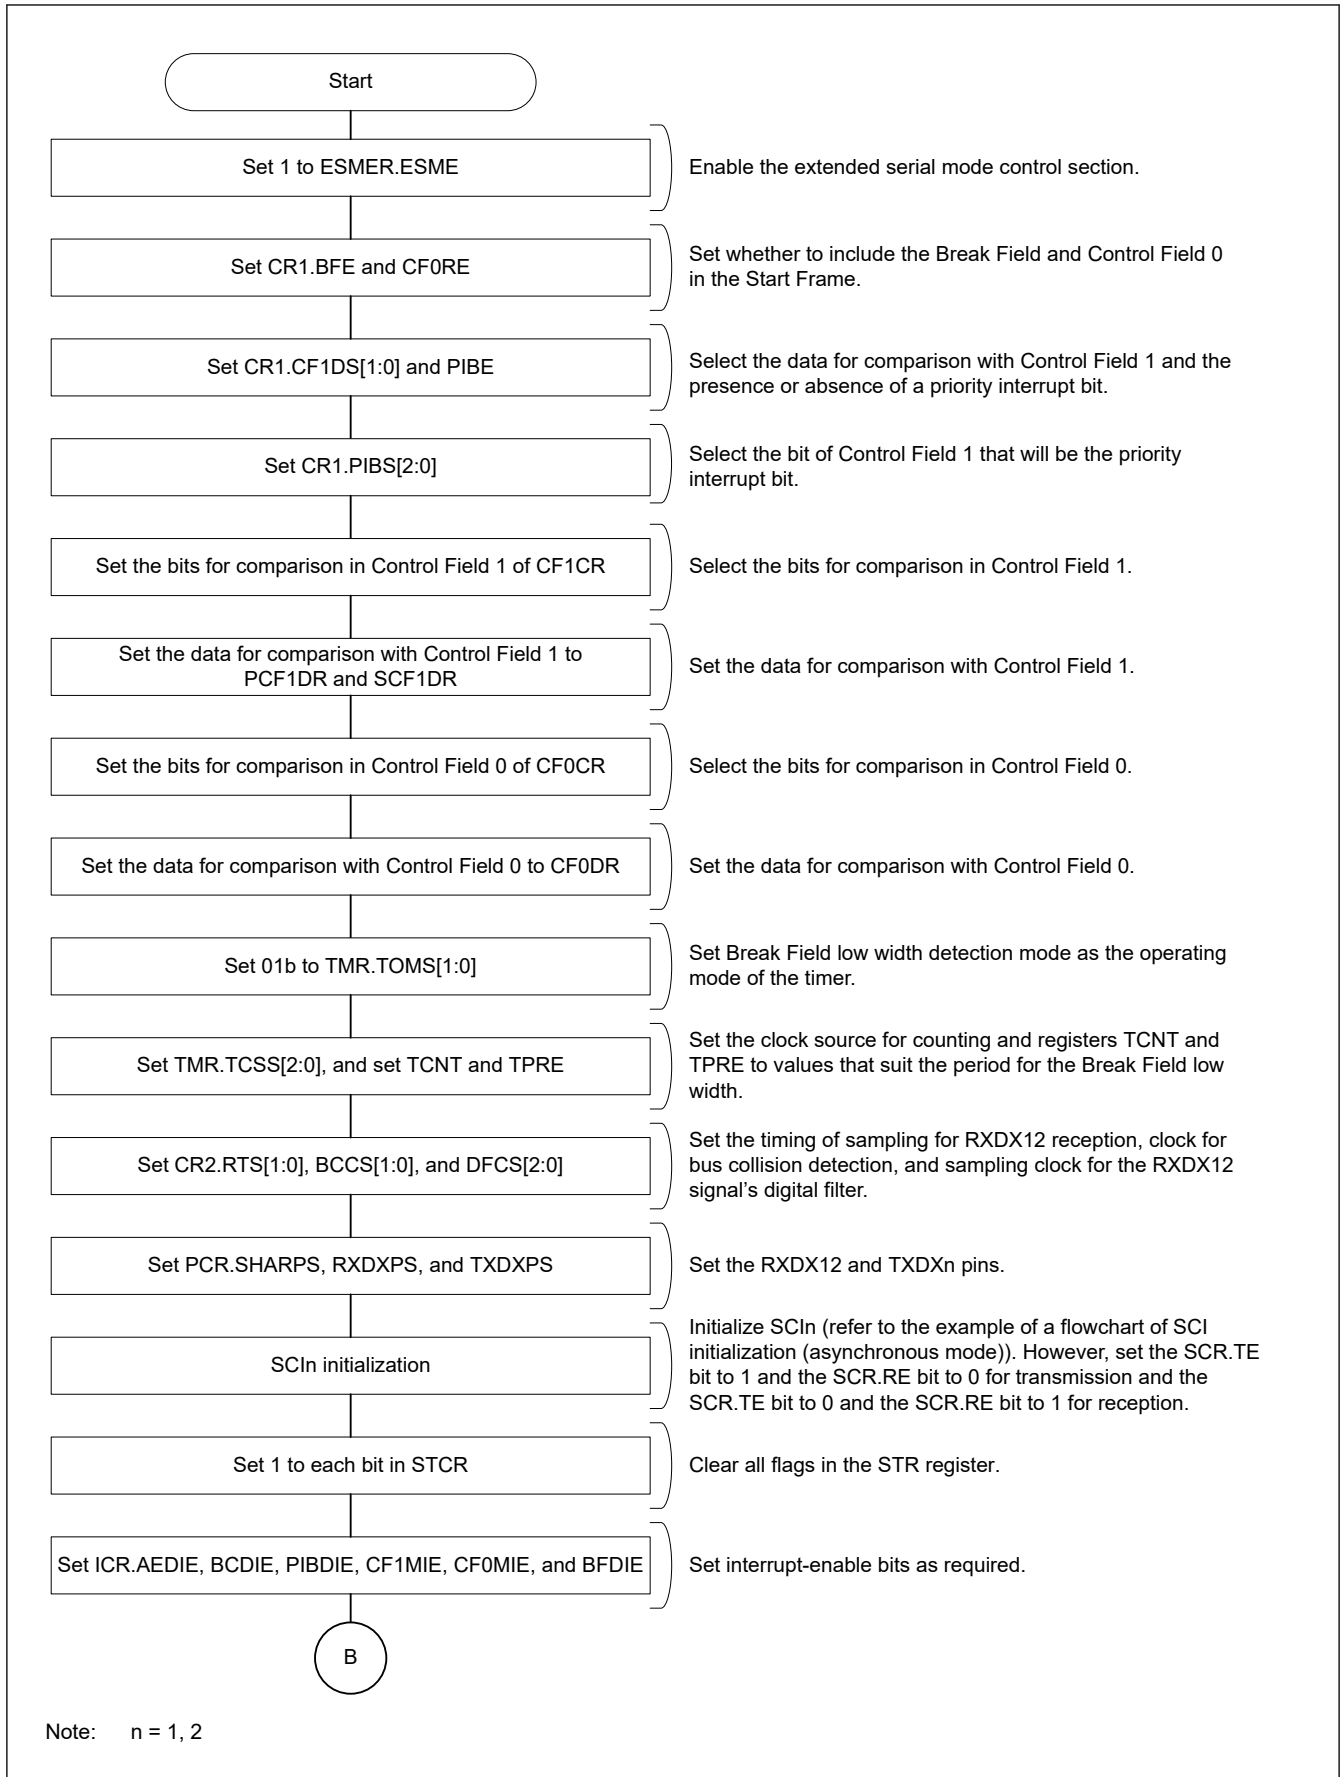 Start
Set 1 to ESMER.ESME
Enable the extended serial mode control section.
Set CR1.BFE and CF0RE
Set whether to include the Break Field and Control Field 0
in the Start Frame.
Set CR1.CF1DS[1:0] and PIBE
Select the data for comparison with Control Field 1 and the
presence or absence of a priority interrupt bit.
Set CR1.PIBS[2:0]
Select the bit of Control Field 1 that will be the priority
interrupt bit.
Set the bits for comparison in Control Field 1 of CF1CR
Select the bits for comparison in Control Field 1.
Set the data for comparison with Control Field 1 to
PCF1DR and SCF1DR
Set the data for comparison with Control Field 1.
Set the bits for comparison in Control Field 0 of CF0CR
Select the bits for comparison in Control Field 0.
Set the data for comparison with Control Field 0 to CF0DR
Set the data for comparison with Control Field 0.
Set 01b to TMR.TOMS[1:0]
Set Break Field low width detection mode as the operating
mode of the timer.
Set TMR.TCSS[2:0], and set TCNT and TPRE
Set the clock source for counting and registers TCNT and
TPRE to values that suit the period for the Break Field low
width.
Set CR2.RTS[1:0], BCCS[1:0], and DFCS[2:0]
Set the timing of sampling for RXDX12 reception, clock for
bus collision detection, and sampling clock for the RXDX12
signal’s digital filter.
Set PCR.SHARPS, RXDXPS, and TXDXPS
Set the RXDX12 and TXDXn pins.
SCIn initialization
Initialize SCIn (refer to the example of a flowchart of SCI
initialization (asynchronous mode)). However, set the SCR.TE
bit to 1 and the SCR.RE bit to 0 for transmission and the
SCR.TE bit to 0 and the SCR.RE bit to 1 for reception.
Set 1 to each bit in STCR
Clear all flags in the STR register.
Set ICR.AEDIE, BCDIE, PIBDIE, CF1MIE, CF0MIE, and BFDIE
Set interrupt-enable bits as required.
B
Note: n = 1, 2